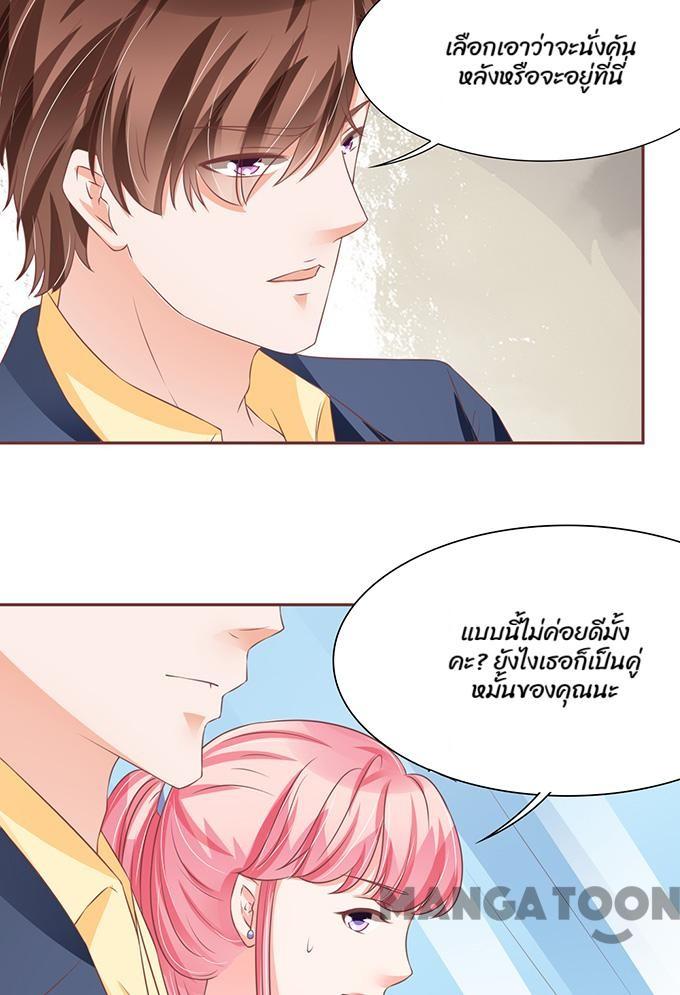 เลือกเอาว่าจะนั่งคัน
หลังหรือจะอยู่ที่นี่
แบบนี้ไม่ค่อยดีมั้ง
คะ? ยังไงเธอก็เป็นคู่
หมั้นของคุณนะ
MANGATOON